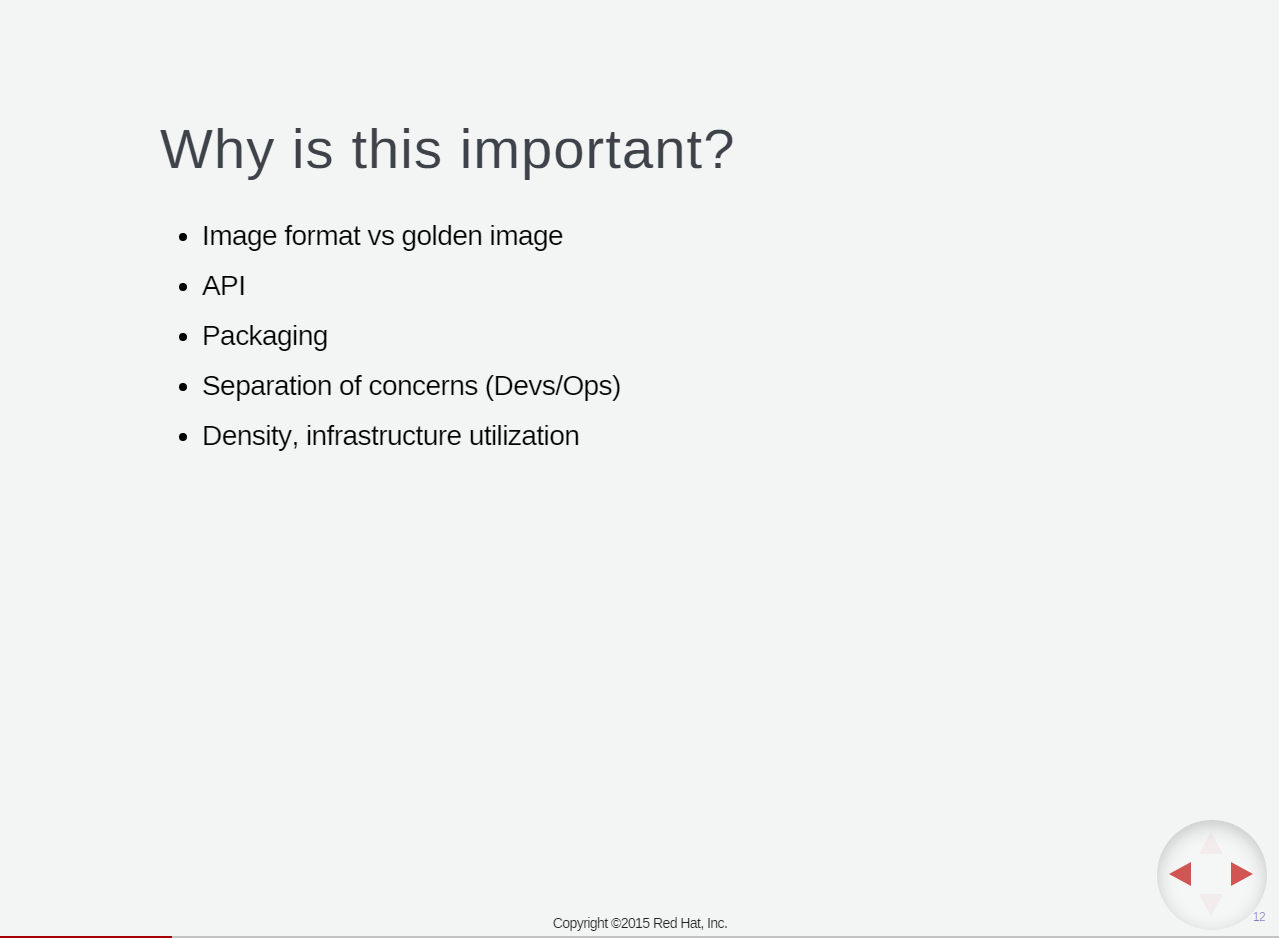 Why is this important?
Image format vs golden image
API
Packaging
Separation of concerns (Devs/Ops)
Density, infrastructure utilization
Copyright ©2015 Red Hat, Inc.
12